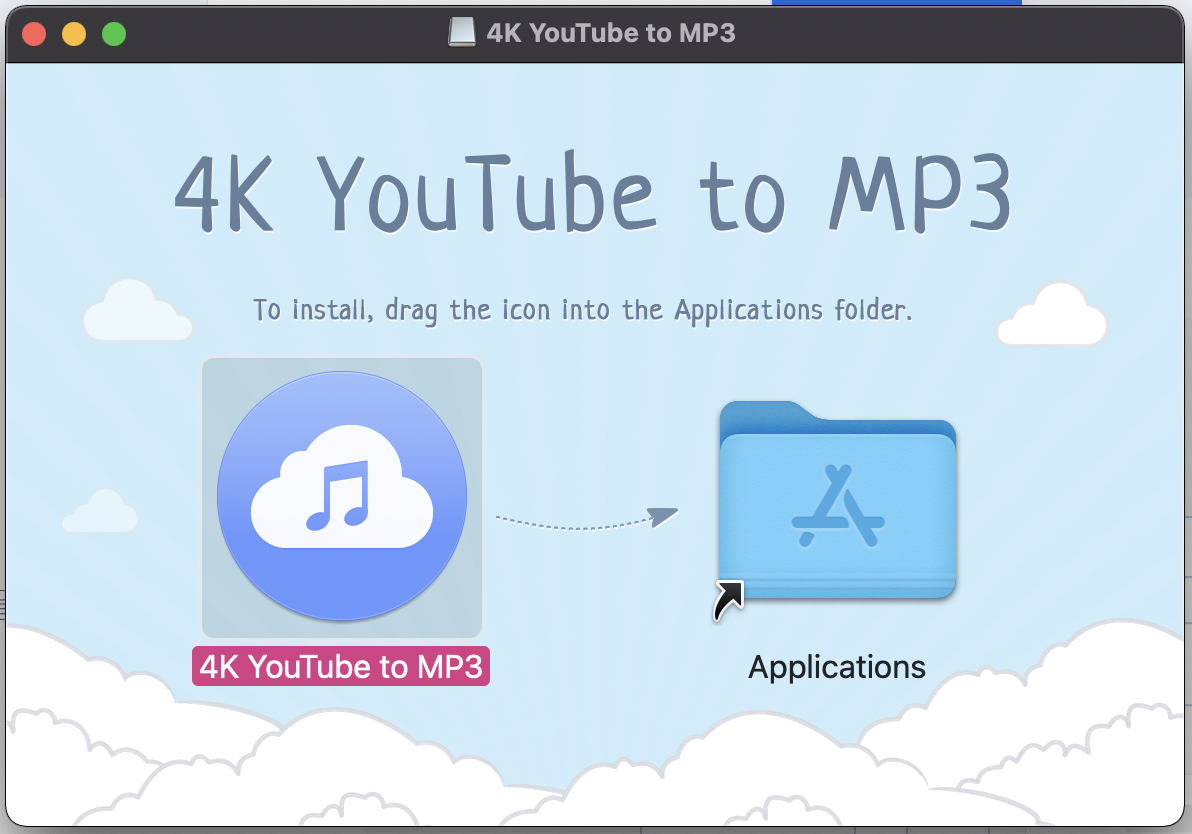 4K YouTube to MP3
4K YouTube to MP3
To install, drag the icon into the Applications folder.
4K YouTube to MP3
Applications